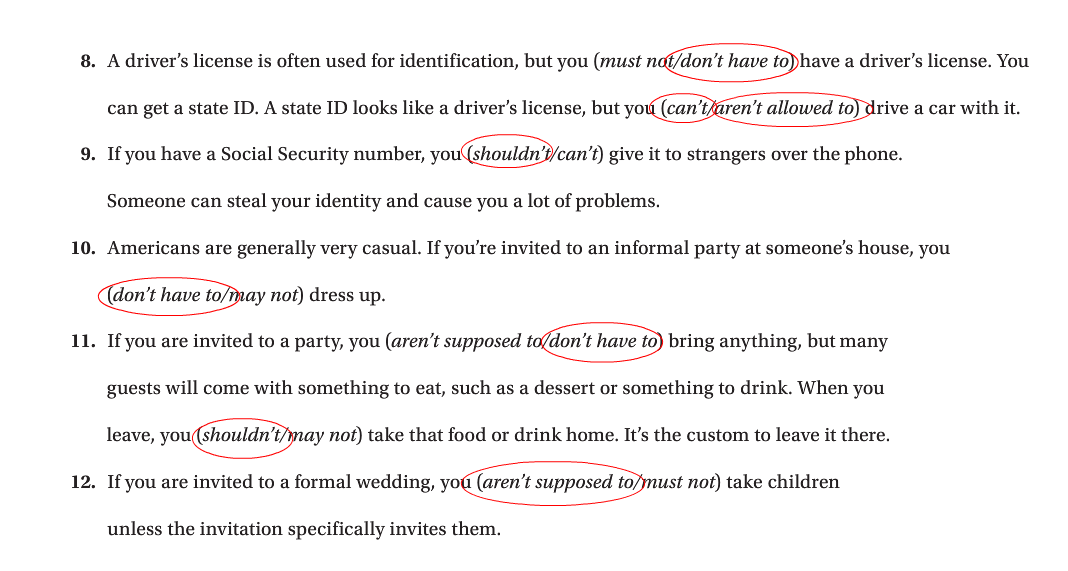 8. A driver’s license is often used for identification, but you (must not/don’t have to) have a driver’s license. You
can get a state ID. A state ID looks like a driver’s license, but you (can’t/aren’t allowed to) drive a car with it.
9. If you have a Social Security number, you (shouldn’t/can’t) give it to strangers over the phone.
Someone can steal your identity and cause you a lot of problems.
10. Americans are generally very casual. If you’re invited to an informal party at someone’s house, you
(don’t have to/may not) dress up.
11. If you are invited to a party, you (aren’t supposed to/don’t have to) bring anything, but many
guests will come with something to eat, such as a dessert or something to drink. When you
leave, you (shouldn’t/may not) take that food or drink home. It’s the custom to leave it there.
12. If you are invited to a formal wedding, you (aren’t supposed to/must not) take children
unless the invitation specifically invites them.